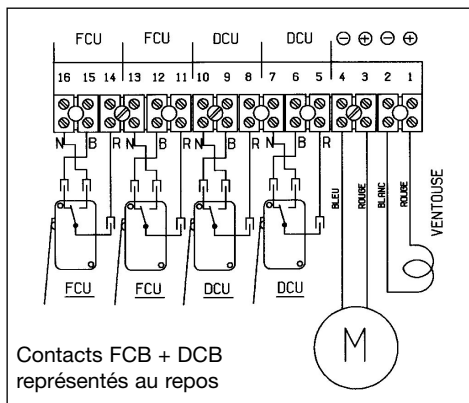 FCU FCU DCU DCU ⊖ ⊕ ⊖ ⊕
16 15 14 13 12 11 10 9 8 7 6 5 4 3 2 1
N B R N B R N B R N B R
BLEU
ROUGE
BLANC
ROUGE
VENTOUSE
FCU FCU DCU DCU
M
Contacts FCB + DCB
représentés au repos